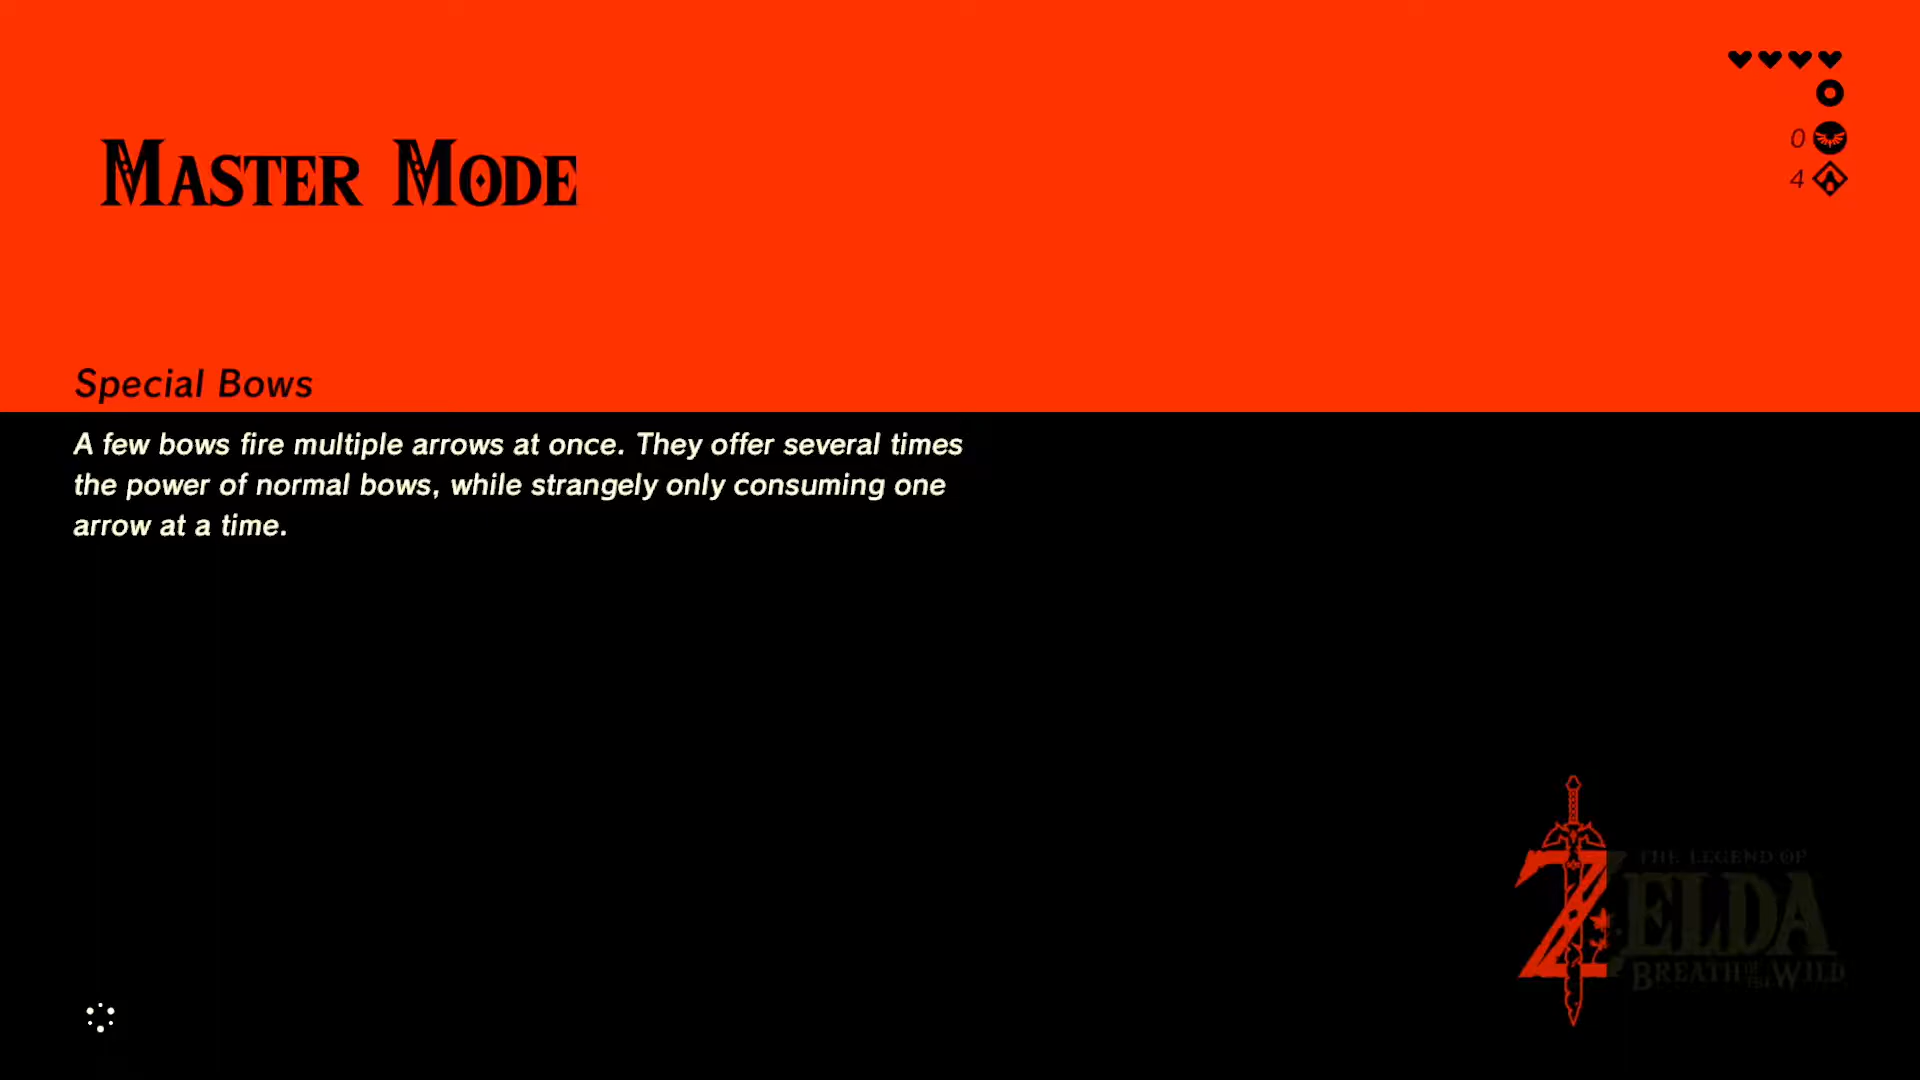 Master Mode
0
4
Special Bows
A few bows fire multiple arrows at once. They offer several times
the power of normal bows, while strangely only consuming one
arrow at a time.
THE LEGEND OF
ZELDA
BREATH OF THE WILD